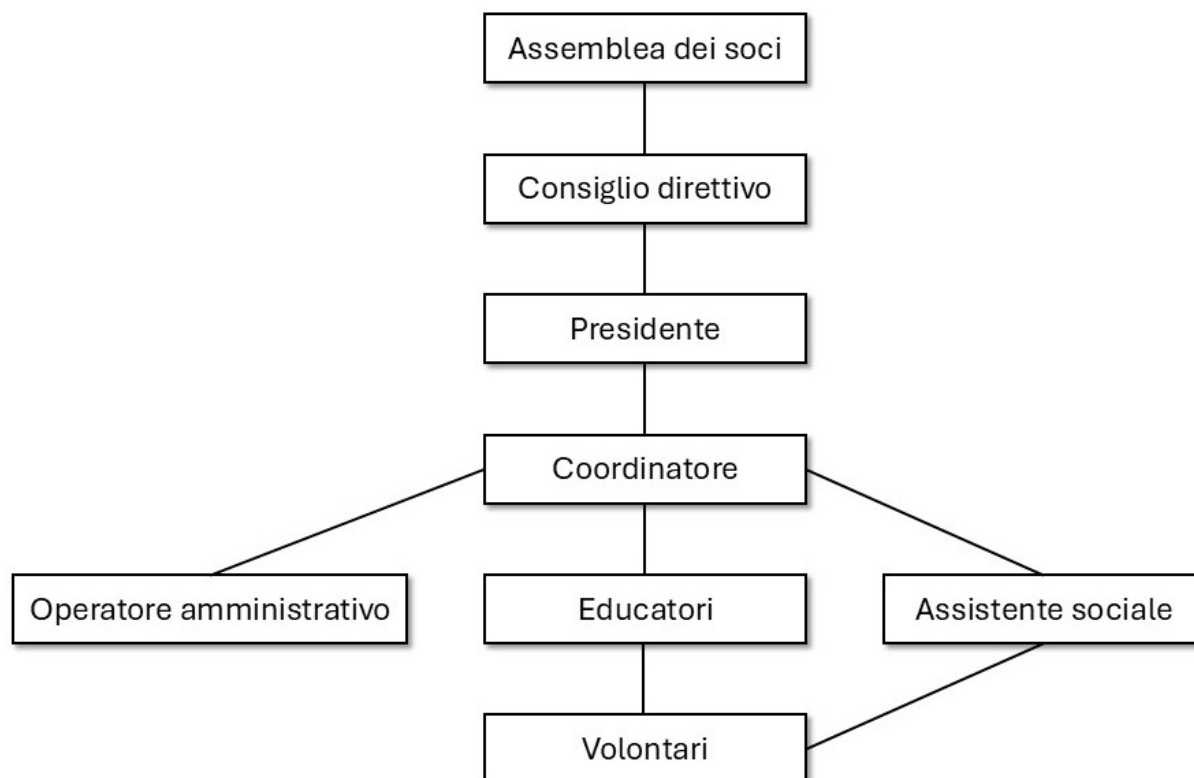 Assemblea dei soci
Consiglio direttivo
Presidente
Coordinatore
Operatore amministrativo
Educatori
Assistente sociale
Volontari